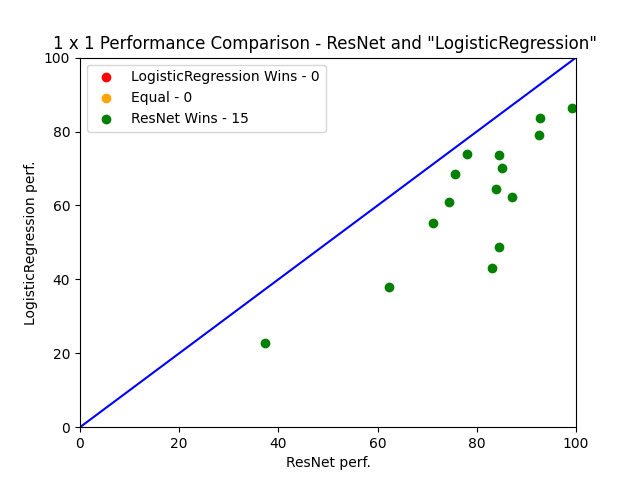 1 x 1 Performance Comparison - ResNet and "LogisticRegression"
LogisticRegression Wins - 0
Equal - 0
ResNet Wins - 15
LogisticRegression perf.
100
80
60
40
20
0
0 20 40 60 80 100
ResNet perf.